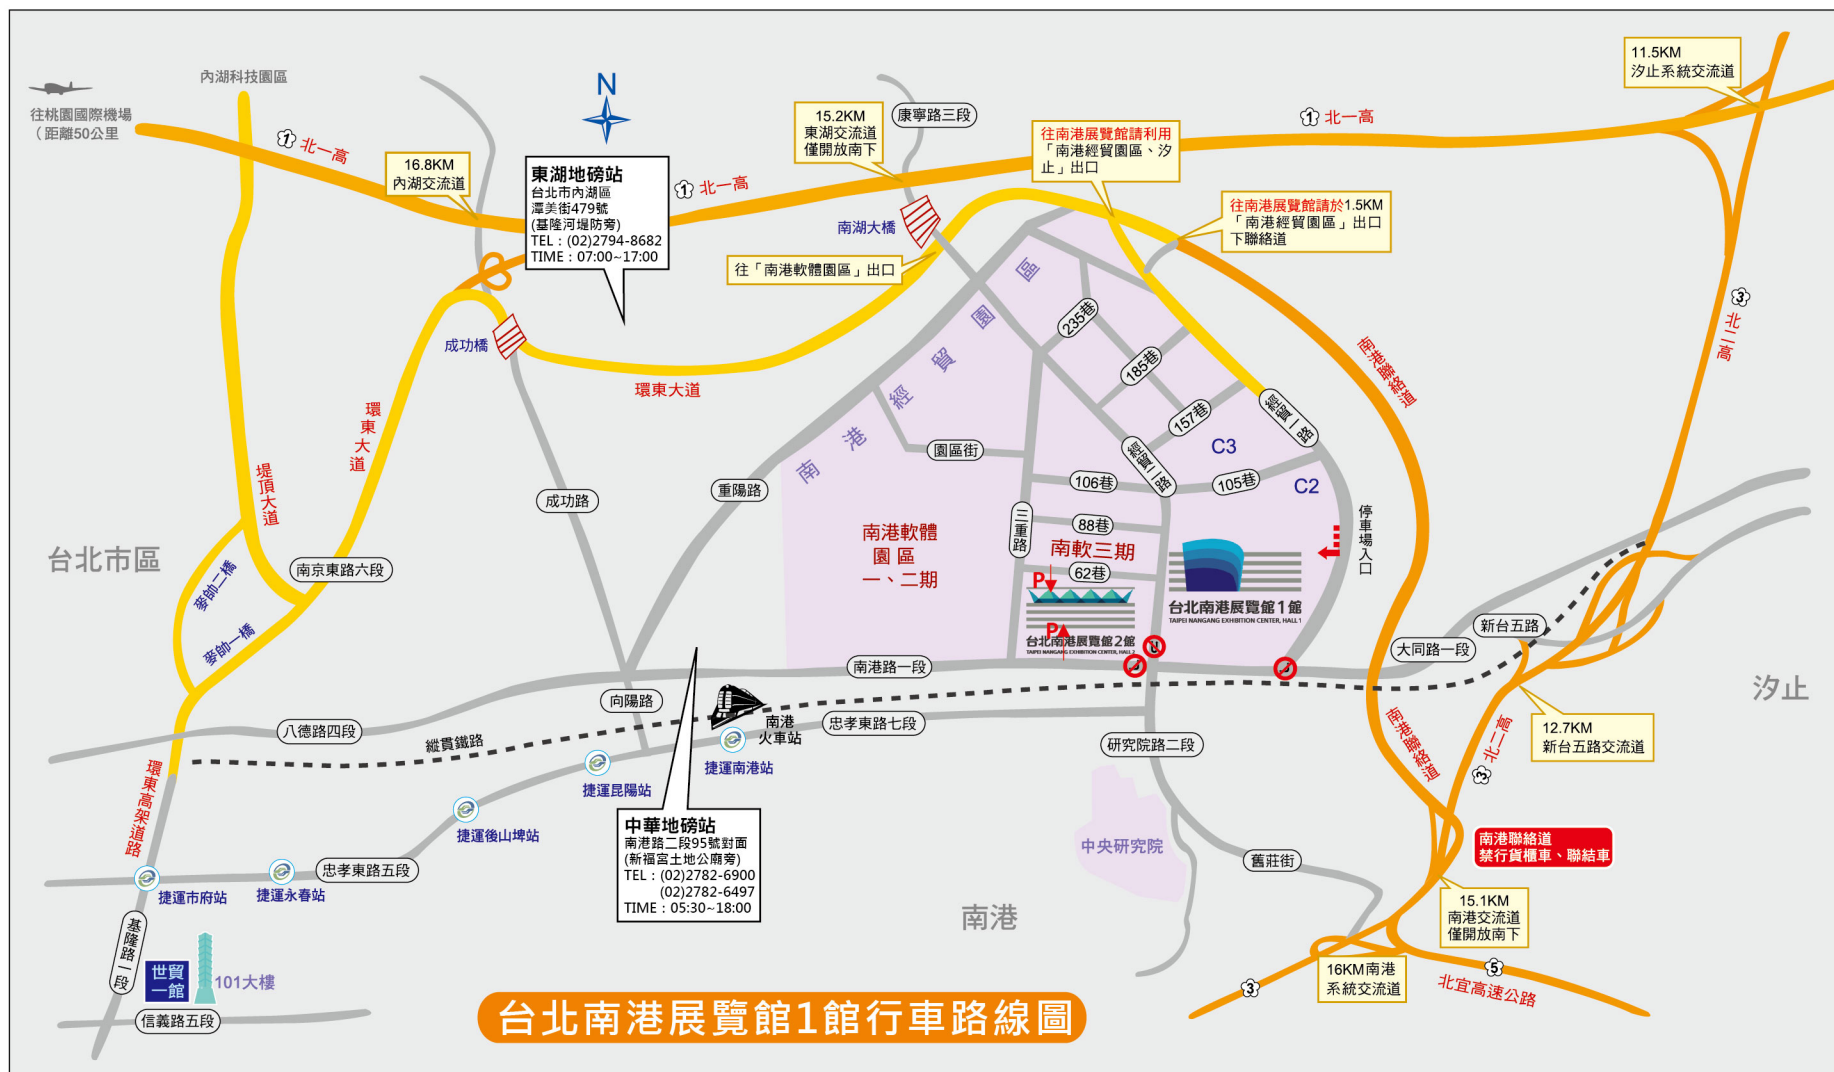 內湖科技園區
往桃園國際機場
（距離50公里
N
1 北一高
16.8KM
內湖交流道
東湖地磅站
台北市內湖區
潭美街479號
(基隆河堤防旁)
TEL：(02)2794-8682
TIME：07:00~17:00
1 北一高
15.2KM
東湖交流道
僅開放南下
康寧路三段
往南港展覽館請利用
「南港經貿園區、汐
止」出口
1 北一高
11.5KM
汐止系統交流道
往南港展覽館請於1.5KM
「南港經貿園區」出口
下聯絡道
南湖大橋
往「南港軟體園區」出口
成功橋
環東大道
環東大道
堤頂大道
南港經貿園區
235巷
185巷
157巷
經貿一路
經貿二路
C3
C2
105巷
106巷
88巷
62巷
園區街
三重路
重陽路
成功路
南港聯絡道
3 北二高
停車場入口
南港軟體
園區
一、二期
南軟三期
P
P
台北南港展覽館2館
TAIPEI NANGANG EXHIBITION CENTER, HALL 2
台北南港展覽館1館
TAIPEI NANGANG EXHIBITION CENTER, HALL 1
台北市區
麥帥二橋
麥帥一橋
南京東路六段
南港路一段
大同路一段
新台五路
汐止
12.7KM
新台五路交流道
3 北二高
南港聯絡道
八德路四段
縱貫鐵路
向陽路
南港
火車站
忠孝東路七段
研究院路二段
捷運南港站
捷運昆陽站
捷運後山埤站
環東高架道路
忠孝東路五段
捷運市府站
捷運永春站
中華地磅站
南港路二段95號對面
(新福宮土地公廟旁)
TEL：(02)2782-6900
(02)2782-6497
TIME：05:30~18:00
中央研究院
舊莊街
南港
南港聯絡道
禁行貨櫃車、聯結車
15.1KM
南港交流道
僅開放南下
16KM南港
系統交流道
3
5
北宜高速公路
基隆路一段
世貿
一館
101大樓
信義路五段
台北南港展覽館1館行車路線圖